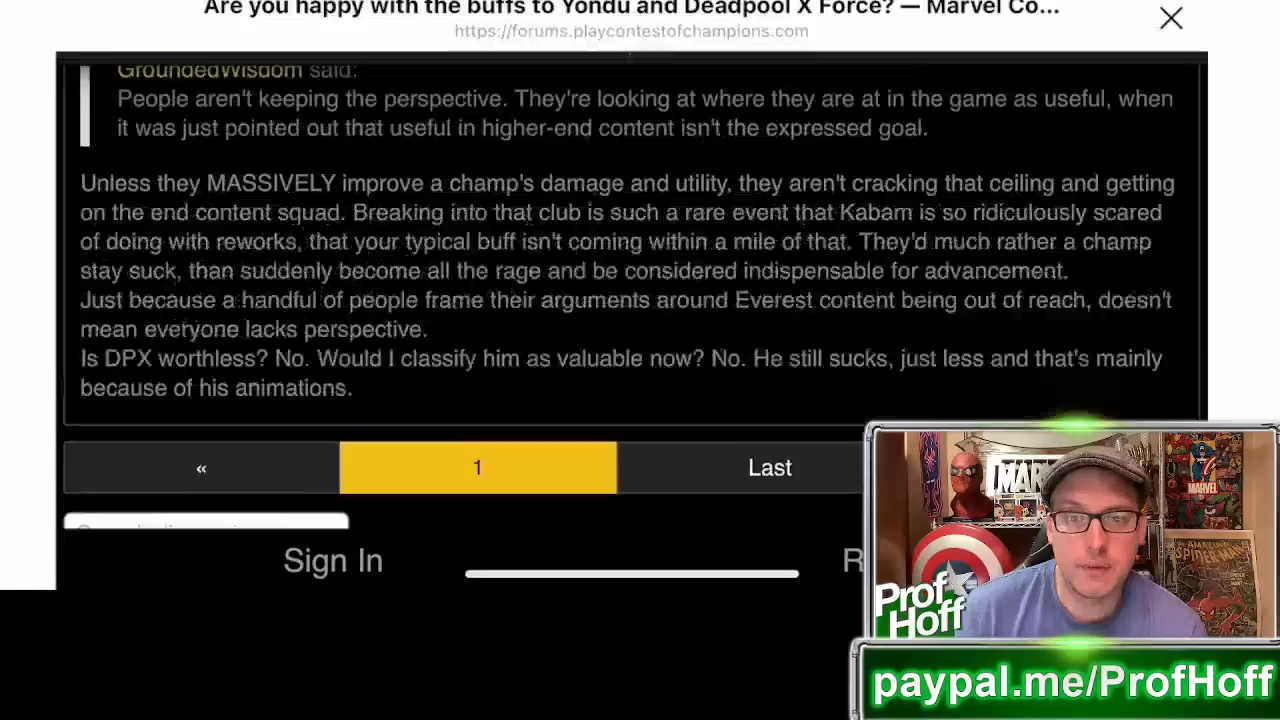 Are you happy with the buffs to Yondu and Deadpool X Force? — Marvel Co...
https://forums.playcontestofchampions.com
GroundedWisdom said:
People aren't keeping the perspective. They're looking at where they are at in the game as useful, when
it was just pointed out that useful in higher-end content isn't the expressed goal.
Unless they MASSIVELY improve a champ's damage and utility, they aren't cracking that ceiling and getting
on the end content squad. Breaking into that club is such a rare event that Kabam is so ridiculously scared
of doing with reworks, that your typical buff isn't coming within a mile of that. They'd much rather a champ
stay suck, than suddenly become all the rage and be considered indispensable for advancement.
Just because a handful of people frame their arguments around Everest content being out of reach, doesn't
mean everyone lacks perspective.
Is DPX worthless? No. Would I classify him as valuable now? No. He still sucks, just less and that's mainly
because of his animations.
« 1 Last
Sign In R
MARV
MARVEL
THE AMAZING
SPIDER-MAN
Prof
Hoff
paypal.me/ProfHoff